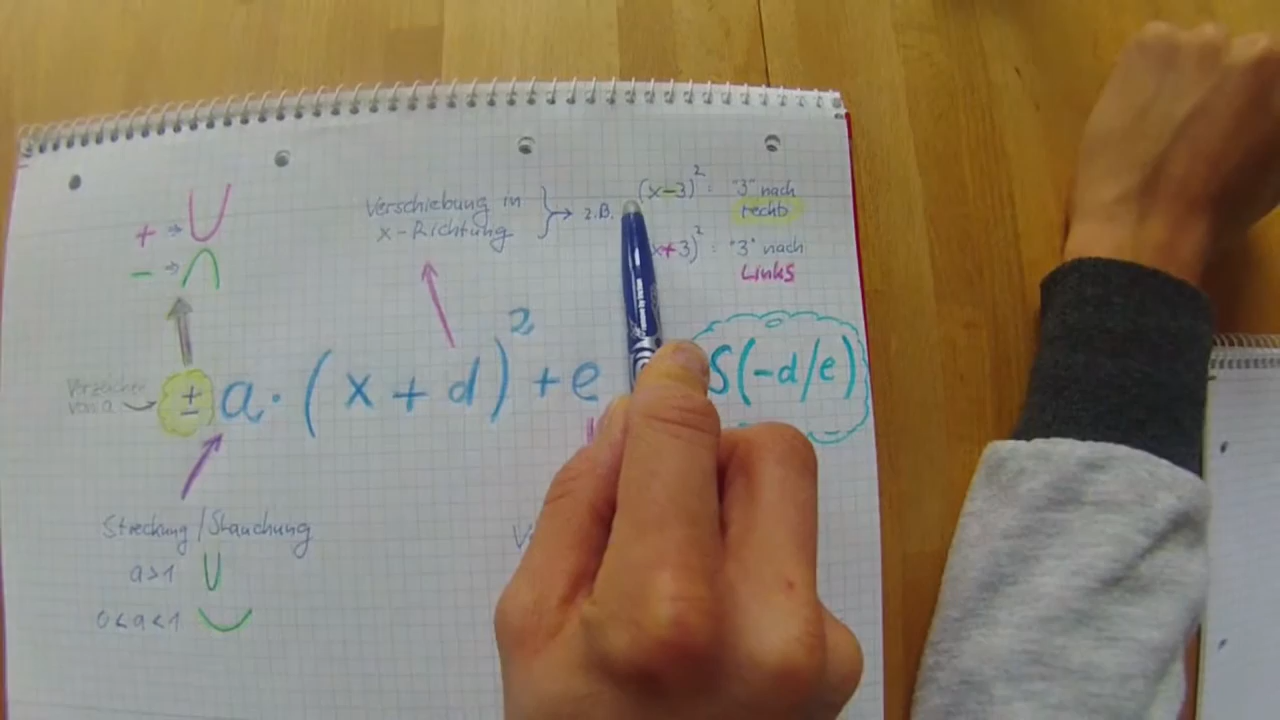 (x-3)²: "3" nach
rechts
Verschiebung in
x-Richtung
z.B.
x+3)²: "3" nach
Links
+ ⇒
- ⇒
Vorzeichen
von a
± a · (x + d)² + e
S(-d/e)
Streckung/Stauchung
a>1
0<a<1